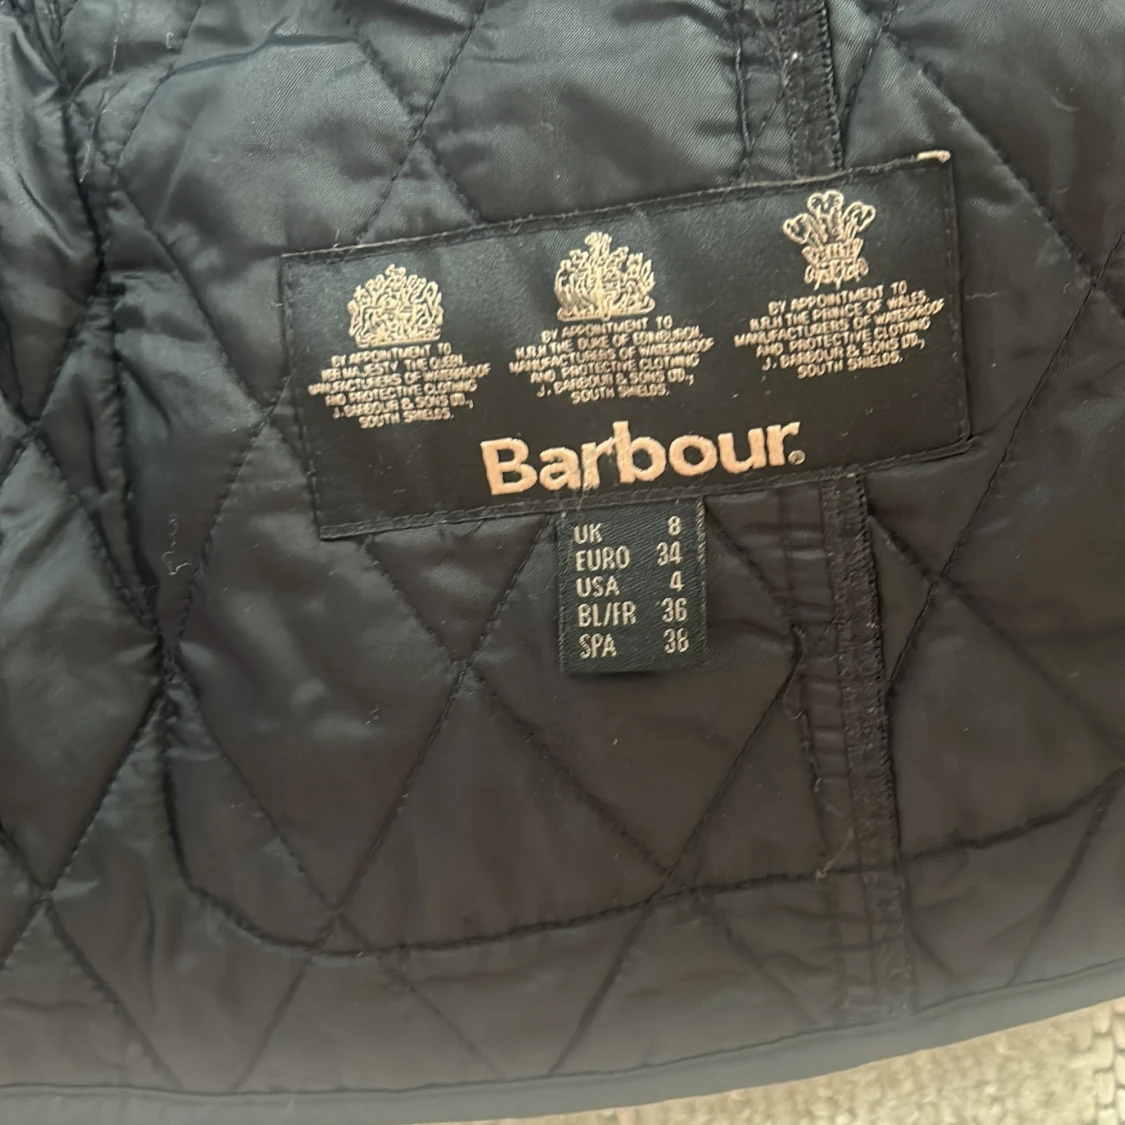 BY APPOINTMENT TO
HER MAJESTY THE QUEEN
MANUFACTURERS OF WATERPROOF
AND PROTECTIVE CLOTHING
J. BARBOUR & SONS LTD,
SOUTH SHIELDS.
BY APPOINTMENT TO
H.R.H THE DUKE OF EDINBURGH
MANUFACTURERS OF WATERPROOF
AND PROTECTIVE CLOTHING
J. BARBOUR & SONS LTD,
SOUTH SHIELDS.
BY APPOINTMENT TO
H.R.H THE PRINCE OF WALES
MANUFACTURERS OF WATERPROOF
AND PROTECTIVE CLOTHING
J. BARBOUR & SONS LTD,
SOUTH SHIELDS.
Barbour.
UK 8
EURO 34
USA 4
BL/FR 36
SPA 38